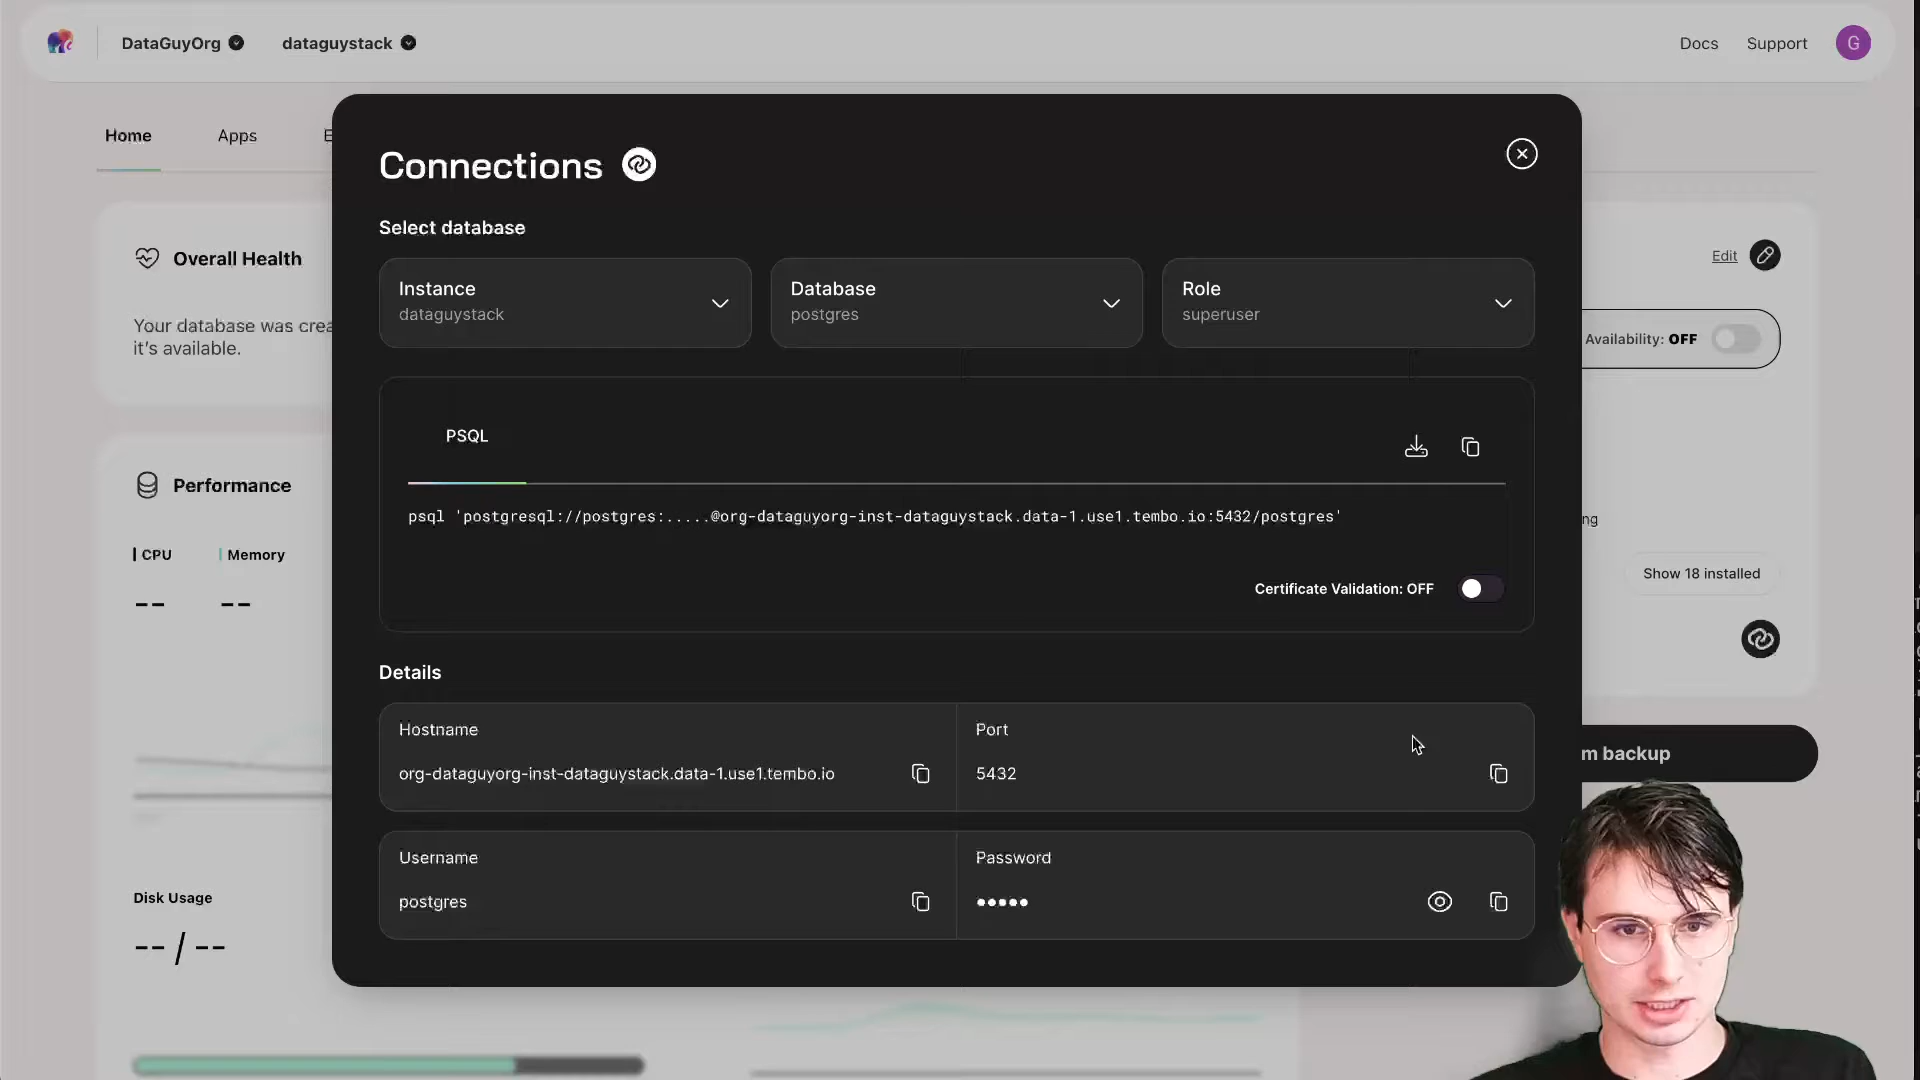 DataGuyOrg
dataguystack
Docs
Support
G
Home
Apps
Connections
Select database
Instance
dataguystack
Database
postgres
Role
superuser
Overall Health
Your database was crea
it's available.
Edit
Availability: OFF
PSQL
psql 'postgresql://postgres:.....@org-dataguyorg-inst-dataguystack.data-1.use1.tembo.io:5432/postgres'
Certificate Validation: OFF
Performance
CPU
Memory
-- --
ng
Show 18 installed
Details
Hostname
org-dataguyorg-inst-dataguystack.data-1.use1.tembo.io
Port
5432
m backup
Username
postgres
Password
•••••
Disk Usage
-- / --